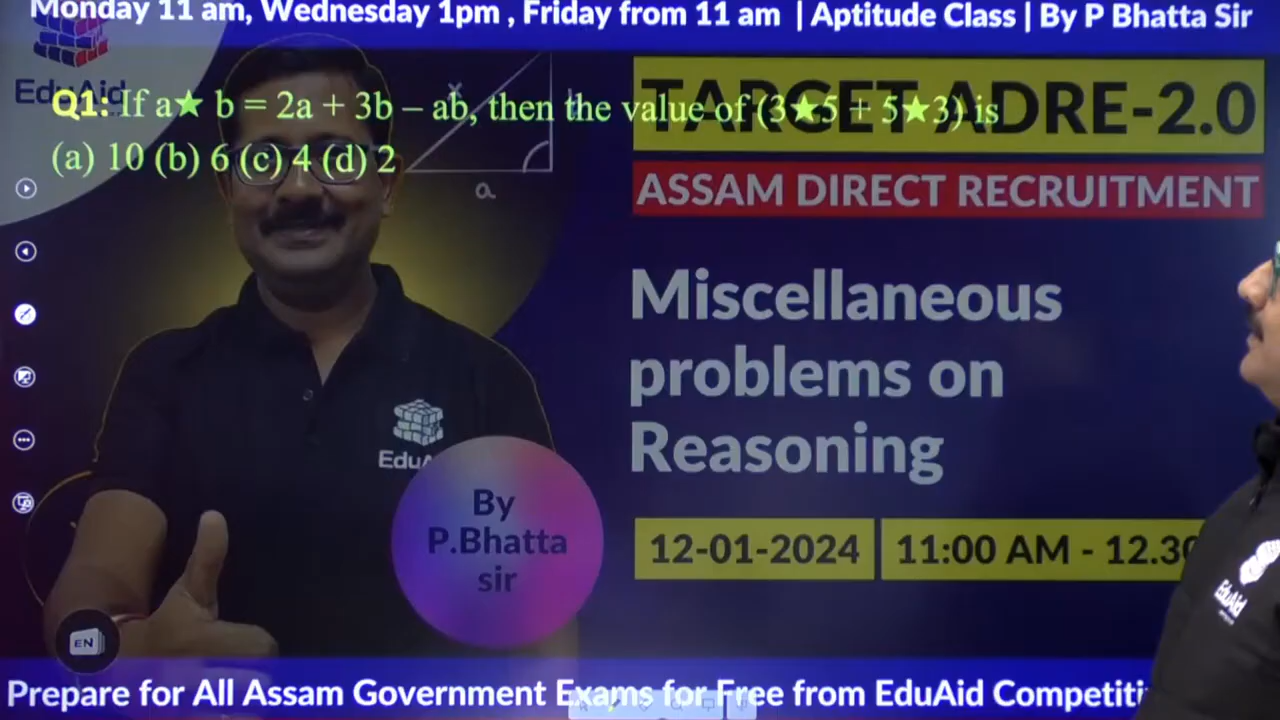 Monday 11 am, Wednesday 1pm , Friday from 11 am | Aptitude Class | By P Bhatta Sir
EduAid
Q1: If a★ b = 2a + 3b – ab, then the value of (3★5 + 5★3) is
(a) 10 (b) 6 (c) 4 (d) 2
TARGET ADRE-2.0
ASSAM DIRECT RECRUITMENT
x
a
Miscellaneous
problems on
Reasoning
EduA
By
P.Bhatta
sir
12-01-2024
11:00 AM - 12.30
EduAid
EN
Prepare for All Assam Government Exams for Free from EduAid Competiti